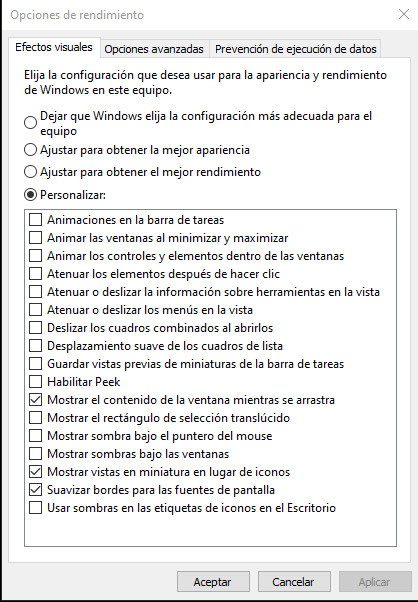 Opciones de rendimiento
Efectos visuales
Opciones avanzadas
Prevención de ejecución de datos
Elija la configuración que desea usar para la apariencia y rendimiento
de Windows en este equipo.
Dejar que Windows elija la configuración más adecuada para el
equipo
Ajustar para obtener la mejor apariencia
Ajustar para obtener el mejor rendimiento
Personalizar:
Animaciones en la barra de tareas
Animar las ventanas al minimizar y maximizar
Animar los controles y elementos dentro de las ventanas
Atenuar los elementos después de hacer clic
Atenuar o deslizar la información sobre herramientas en la vista
Atenuar o deslizar los menús en la vista
Deslizar los cuadros combinados al abrirlos
Desplazamiento suave de los cuadros de lista
Guardar vistas previas de miniaturas de la barra de tareas
Habilitar Peek
Mostrar el contenido de la ventana mientras se arrastra
Mostrar el rectángulo de selección translúcido
Mostrar sombra bajo el puntero del mouse
Mostrar sombras bajo las ventanas
Mostrar vistas en miniatura en lugar de iconos
Suavizar bordes para las fuentes de pantalla
Usar sombras en las etiquetas de iconos en el Escritorio
Aceptar
Cancelar
Aplicar